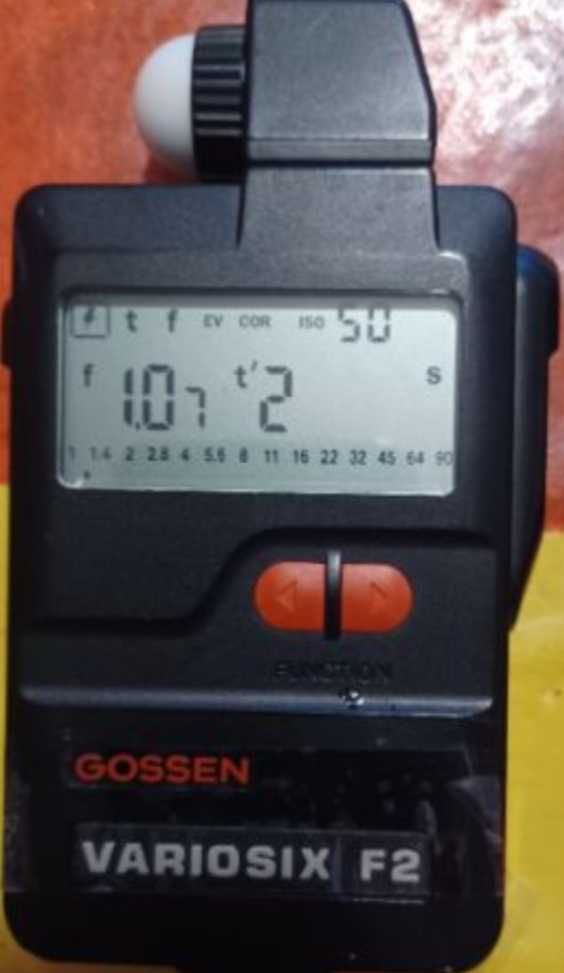 t f EV COR ISO 50
f 1.0 7 t' 2 s
1 1.4 2 2.8 4 5.6 8 11 16 22 32 45 64 90
FUNCTION
GOSSEN
VARIOSIX F2